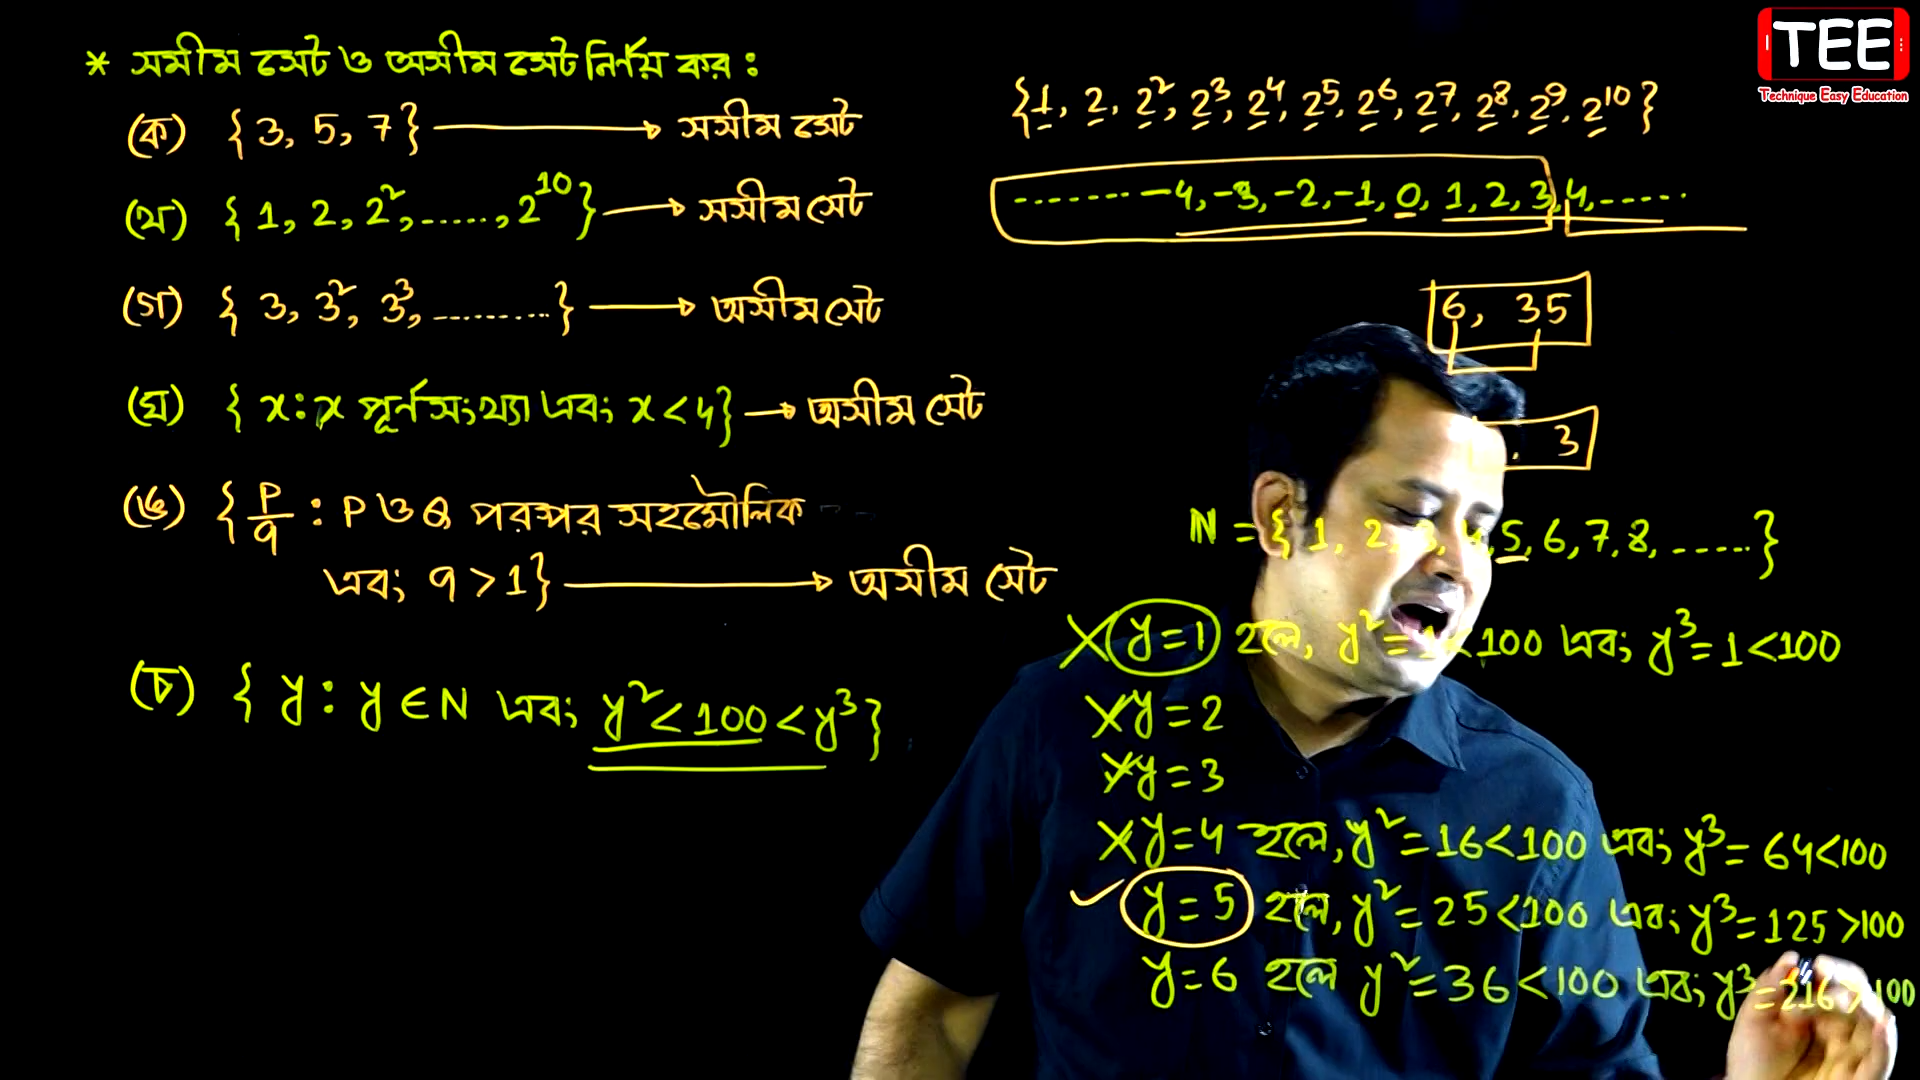 * সসীম সেট ও অসীম সেট নির্ণয় কর :
(ক) {3, 5, 7} → সসীম সেট
(খ) {1, 2, 2², ......, 2¹⁰} → সসীম সেট
(গ) {3, 3², 3³, ..........} → অসীম সেট
(ঘ) {x : x পূর্নসংখ্যা এবং x < 4} → অসীম সেট
(ঙ) {p/q : P ও Q পরস্পর সহমৌলিক
এবং q > 1} → অসীম সেট
(চ) {y : y ∈ N এবং y² < 100 < y³}
TEE
Technique Easy Education
{1, 2, 2², 2³, 2⁴, 2⁵, 2⁶, 2⁷, 2⁸, 2⁹, 2¹⁰}
........ -4, -3, -2, -1, 0, 1, 2, 3, 4, ......
6, 35
3
N = {1, 2, 3, 4, 5, 6, 7, 8, ......}
X y = 1 হলে, y² = 1 < 100 এবং y³ = 1 < 100
X y = 2
X y = 3
X y = 4 হলে, y² = 16 < 100 এবং y³ = 64 < 100
✓ y = 5 হলে, y² = 25 < 100 এবং y³ = 125 > 100
y = 6 হলে y² = 36 < 100 এবং y³ = 216 > 100